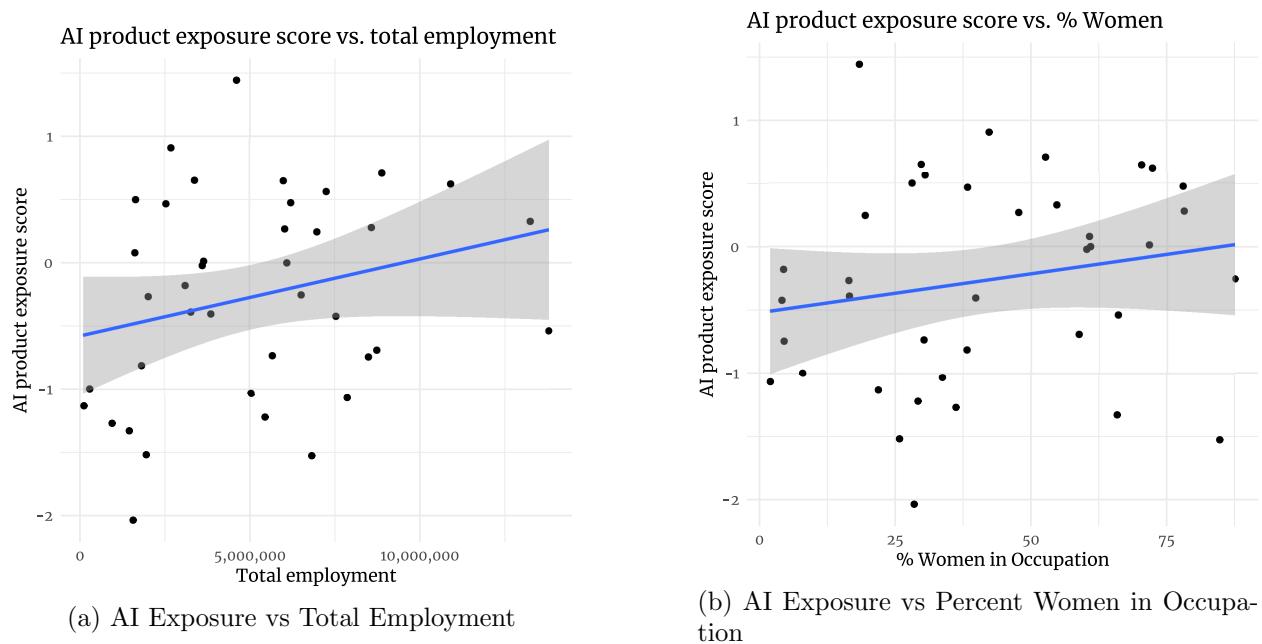 AI product exposure score vs. total employment
AI product exposure score
1
0
−1
−2
0
5,000,000
10,000,000
Total employment
(a) AI Exposure vs Total Employment
AI product exposure score vs. % Women
AI product exposure score
1
0
−1
−2
0
25
50
75
% Women in Occupation
(b) AI Exposure vs Percent Women in Occupa-
tion